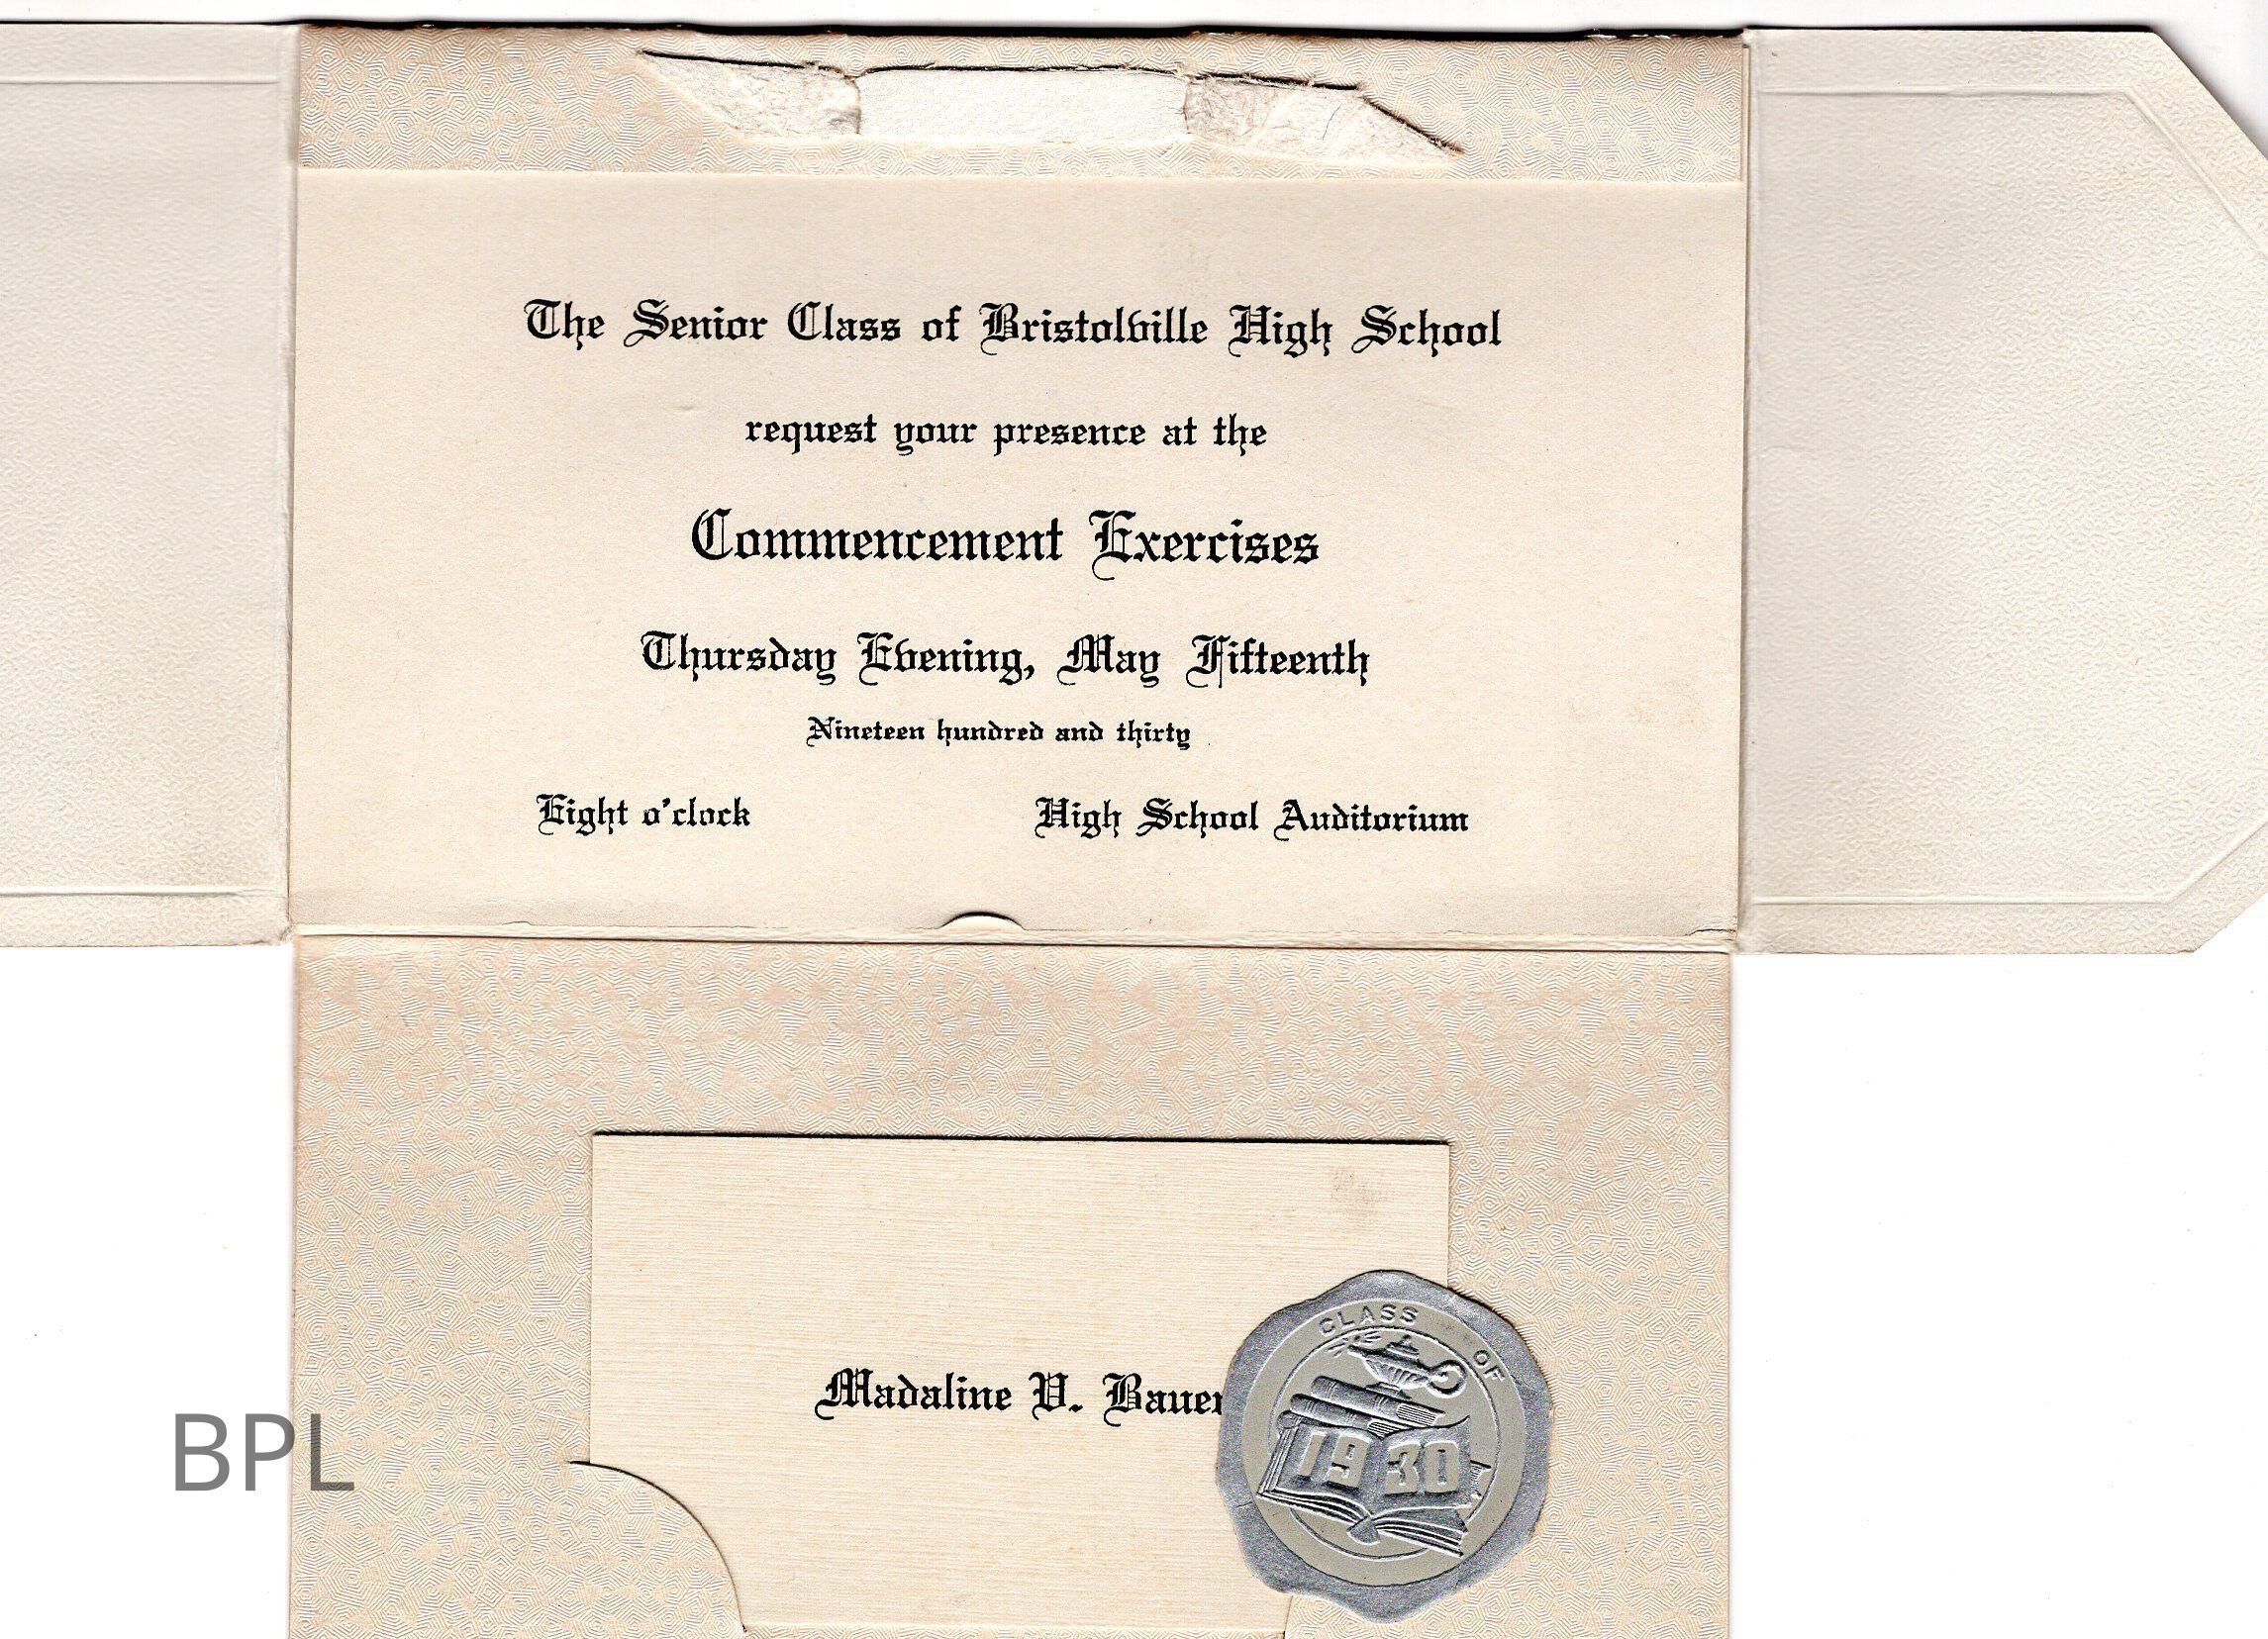 The Senior Class of Bristolville High School
request your presence at the
Commencement Exercises
Thursday Evening, May Fifteenth
Nineteen hundred and thirty
Eight o'clock High School Auditorium
Madaline V. Bauer
CLASS OF
1930
BPL